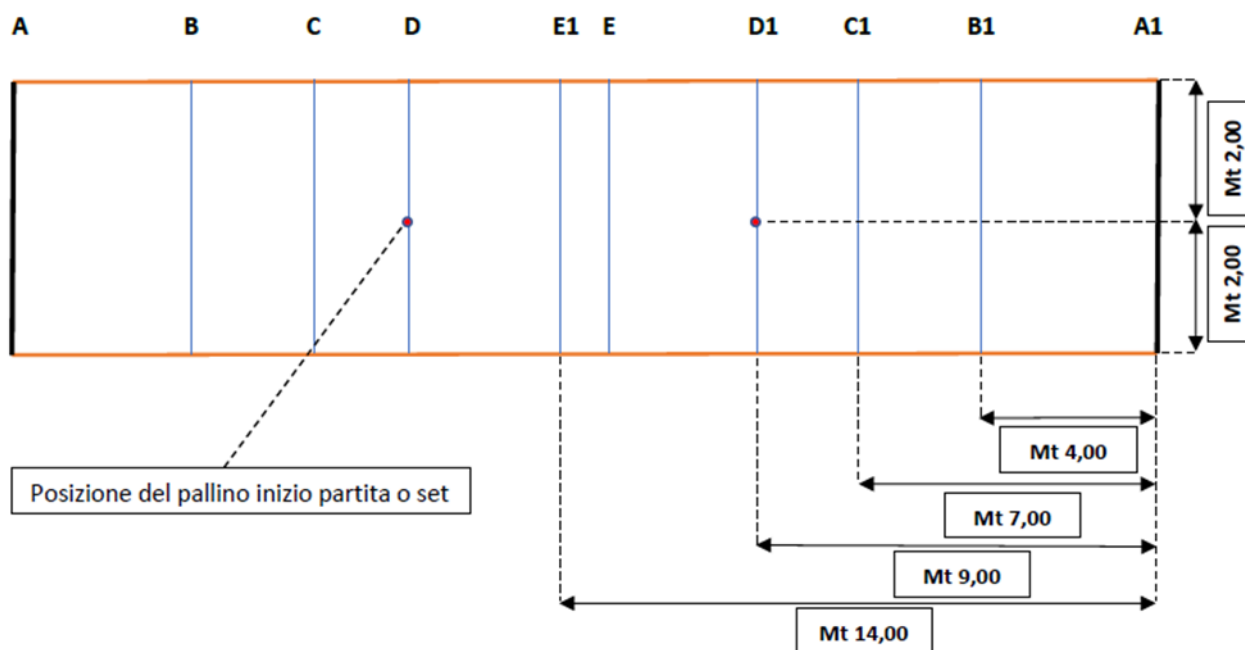 A B C D E1 E D1 C1 B1 A1
Mt 2,00
Mt 2,00
Mt 4,00
Posizione del pallino inizio partita o set
Mt 7,00
Mt 9,00
Mt 14,00